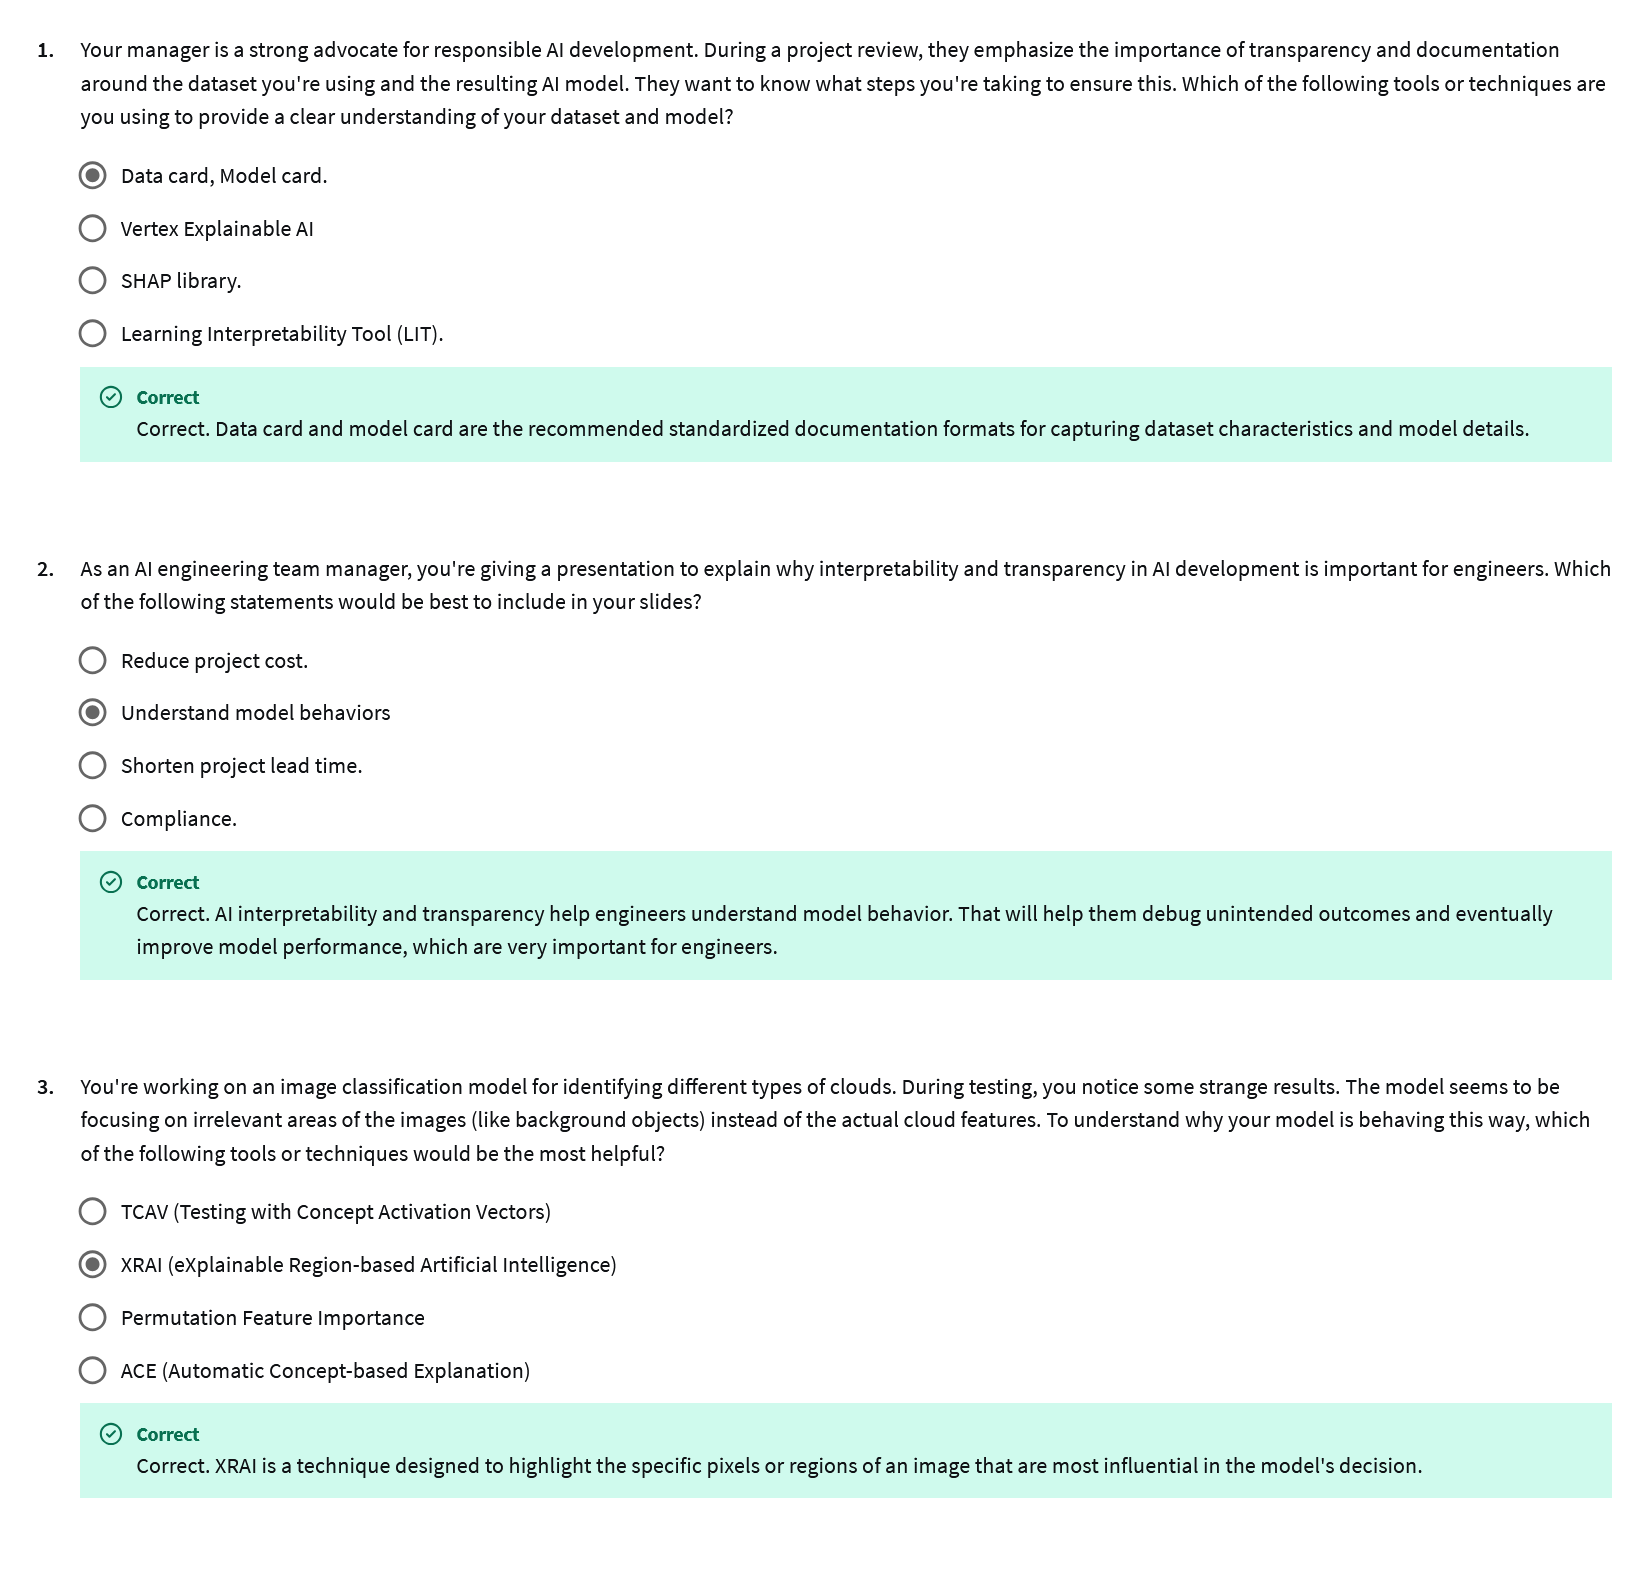 1. Your manager is a strong advocate for responsible AI development. During a project review, they emphasize the importance of transparency and documentation
around the dataset you're using and the resulting AI model. They want to know what steps you're taking to ensure this. Which of the following tools or techniques are
you using to provide a clear understanding of your dataset and model?
Data card, Model card.
Vertex Explainable AI
SHAP library.
Learning Interpretability Tool (LIT).
Correct
Correct. Data card and model card are the recommended standardized documentation formats for capturing dataset characteristics and model details.
2. As an AI engineering team manager, you're giving a presentation to explain why interpretability and transparency in AI development is important for engineers. Which
of the following statements would be best to include in your slides?
Reduce project cost.
Understand model behaviors
Shorten project lead time.
Compliance.
Correct
Correct. AI interpretability and transparency help engineers understand model behavior. That will help them debug unintended outcomes and eventually
improve model performance, which are very important for engineers.
3. You're working on an image classification model for identifying different types of clouds. During testing, you notice some strange results. The model seems to be
focusing on irrelevant areas of the images (like background objects) instead of the actual cloud features. To understand why your model is behaving this way, which
of the following tools or techniques would be the most helpful?
TCAV (Testing with Concept Activation Vectors)
XRAI (eXplainable Region-based Artificial Intelligence)
Permutation Feature Importance
ACE (Automatic Concept-based Explanation)
Correct
Correct. XRAI is a technique designed to highlight the specific pixels or regions of an image that are most influential in the model's decision.